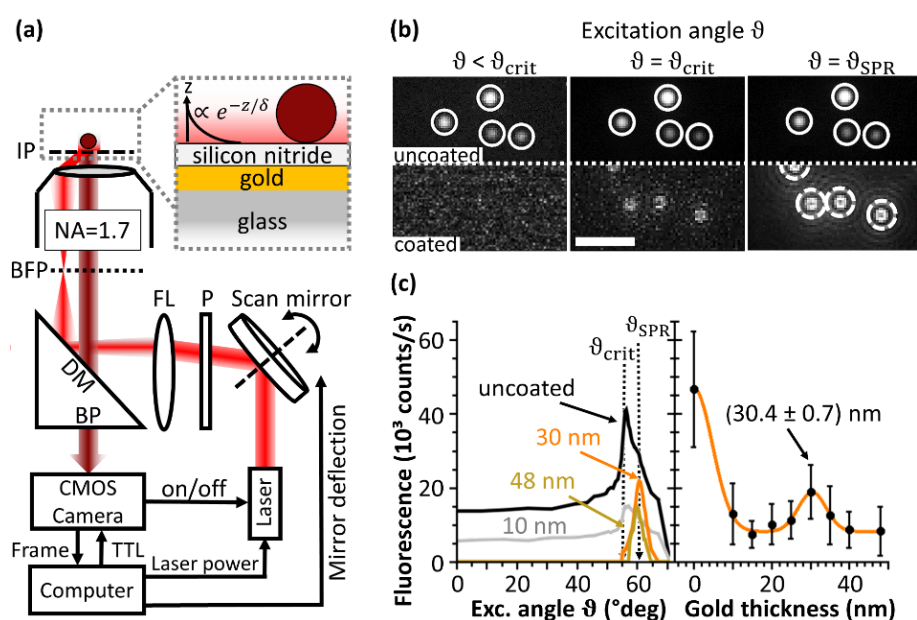 (a)
IP
z
∝ e^{-z/δ}
silicon nitride
gold
glass
NA=1.7
BFP
FL
P
Scan mirror
DM
BP
CMOS
Camera
on/off
Laser
Mirror deflection
Frame
TTL
Laser power
Computer
(b)
Excitation angle ϑ
ϑ < ϑcrit
ϑ = ϑcrit
ϑ = ϑSPR
uncoated
coated
(c)
Fluorescence (10³ counts/s)
60
40
20
0
ϑcrit
ϑSPR
uncoated
30 nm
48 nm
10 nm
0 20 40 60
Exc. angle ϑ (°deg)
(30.4 ± 0.7) nm
0 20 40
Gold thickness (nm)